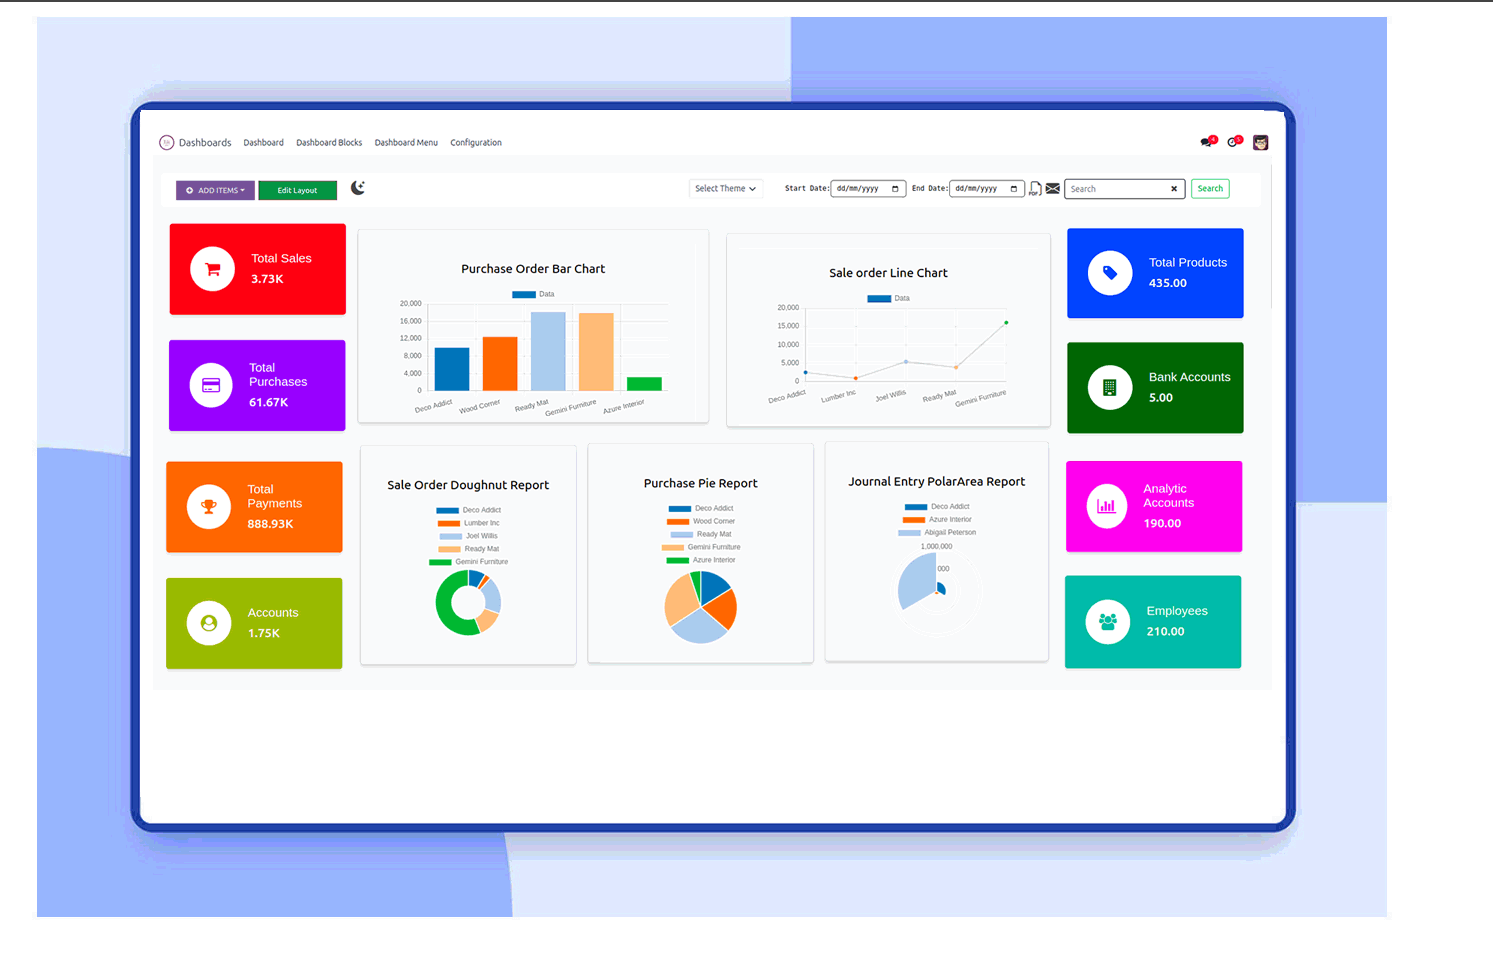 Dashboards Dashboard Dashboard Blocks Dashboard Menu Configuration
4 5
ADD ITEMS Edit Layout Select Theme Start Date: dd/mm/yyyy End Date: dd/mm/yyyy PDF Search × Search
Total Sales
3.73K
Total
Purchases
61.67K
Total
Payments
888.93K
Accounts
1.75K
Purchase Order Bar Chart
Data
20,000
16,000
12,000
8,000
4,000
0
Deco Addict Wood Corner Ready Mat Gemini Furniture Azure Interior
Sale order Line Chart
Data
20,000
15,000
10,000
5,000
0
Deco Addict Lumber Inc Joel Willis Ready Mat Gemini Furniture
Sale Order Doughnut Report
Deco Addict
Lumber Inc
Joel Willis
Ready Mat
Gemini Furniture
Purchase Pie Report
Deco Addict
Wood Corner
Ready Mat
Gemini Furniture
Azure Interior
Journal Entry PolarArea Report
Deco Addict
Azure Interior
Abigail Peterson
1,000,000
000
Total Products
435.00
Bank Accounts
5.00
Analytic
Accounts
190.00
Employees
210.00